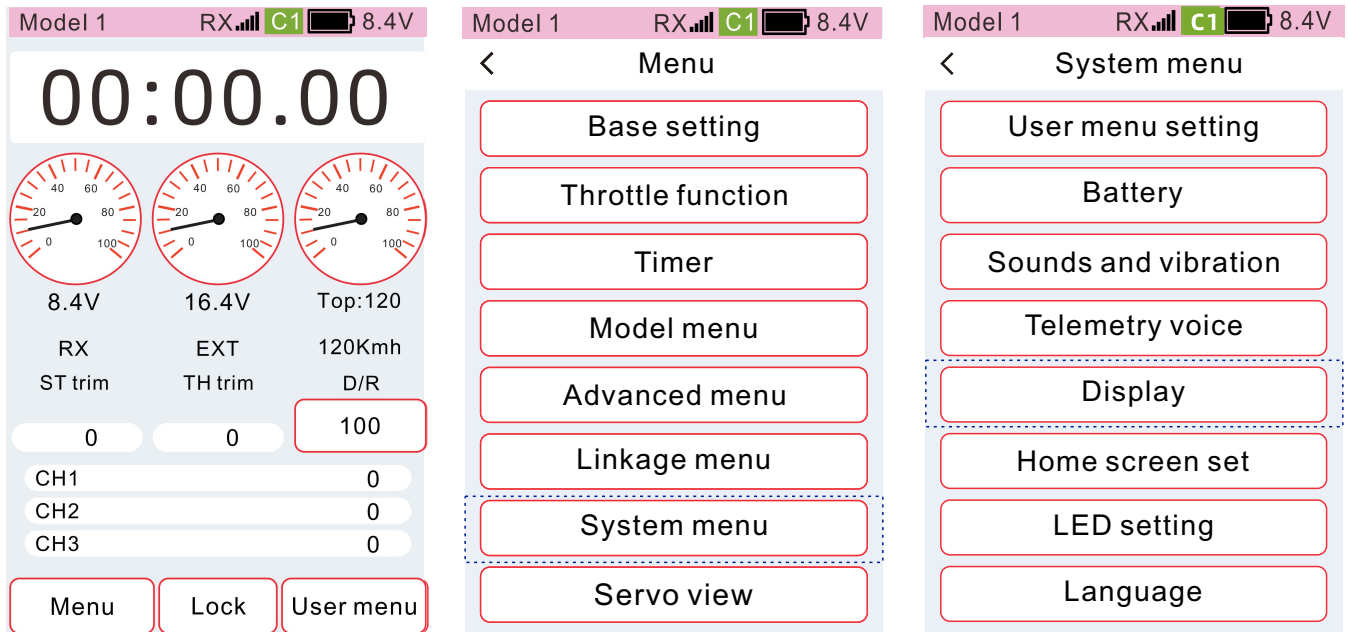 Model 1 RX C1 8.4V
00:00.00
40 60 40 60 40 60
20 80 20 80 20 80
0 100 0 100 0 100
8.4V 16.4V Top:120
RX EXT 120Kmh
ST trim TH trim D/R
0 0 100
CH1 0
CH2 0
CH3 0
Menu Lock User menu
Model 1 RX C1 8.4V
Menu
Base setting
Throttle function
Timer
Model menu
Advanced menu
Linkage menu
System menu
Servo view
Model 1 RX C1 8.4V
System menu
User menu setting
Battery
Sounds and vibration
Telemetry voice
Display
Home screen set
LED setting
Language